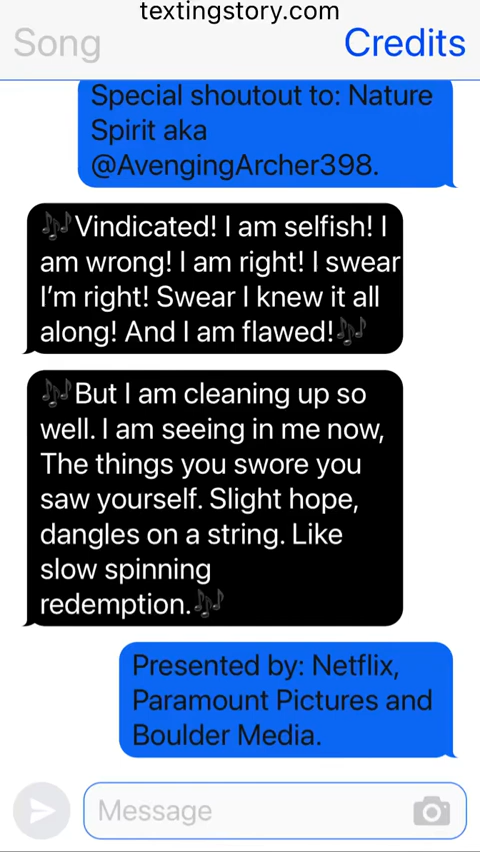 textingstory.com
Song Credits
Special shoutout to: Nature
Spirit aka
@AvengingArcher398.
🎶Vindicated! I am selfish! I
am wrong! I am right! I swear
I’m right! Swear I knew it all
along! And I am flawed!🎶
🎶But I am cleaning up so
well. I am seeing in me now,
The things you swore you
saw yourself. Slight hope,
dangles on a string. Like
slow spinning
redemption.🎶
Presented by: Netflix,
Paramount Pictures and
Boulder Media.
Message